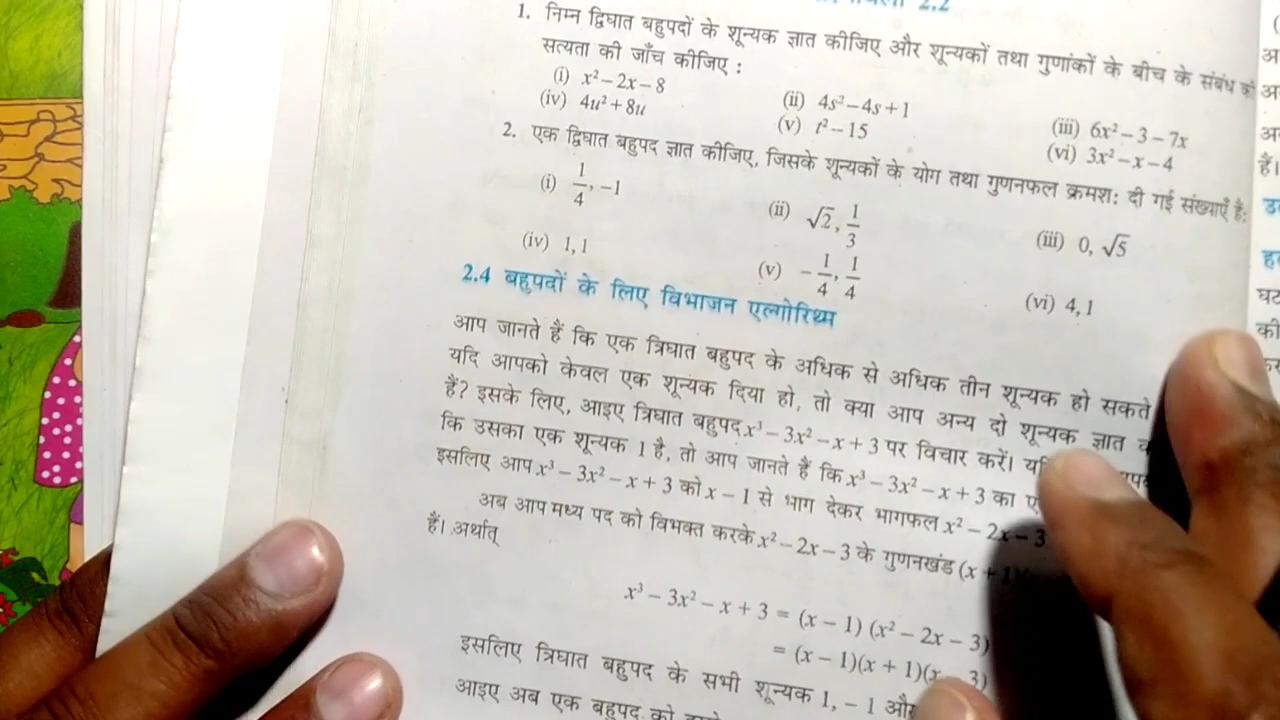 2.2
1. निम्न द्विघात बहुपदों के शून्यक ज्ञात कीजिए और शून्यकों तथा गुणांकों के बीच के संबंध की
सत्यता की जाँच कीजिए :
(i) x² – 2x – 8 (ii) 4s² – 4s + 1 (iii) 6x² – 3 – 7x
(iv) 4u² + 8u (v) t² – 15 (vi) 3x² – x – 4
2. एक द्विघात बहुपद ज्ञात कीजिए, जिसके शून्यकों के योग तथा गुणनफल क्रमशः दी गई संख्याएँ हैं:
(i) 1/4, –1 (ii) √2, 1/3 (iii) 0, √5
(iv) 1, 1 (v) –1/4, 1/4 (vi) 4, 1
2.4 बहुपदों के लिए विभाजन एल्गोरिथ्म
आप जानते हैं कि एक त्रिघात बहुपद के अधिक से अधिक तीन शून्यक हो सकते
यदि आपको केवल एक शून्यक दिया हो, तो क्या आप अन्य दो शून्यक ज्ञात
हैं? इसके लिए, आइए त्रिघात बहुपद x³ – 3x² – x + 3 पर विचार करें।
कि उसका एक शून्यक 1 है, तो आप जानते हैं कि x³ – 3x² – x + 3 का
इसलिए आप x³ – 3x² – x + 3 को x – 1 से भाग देकर भागफल x² – 2x – 3
अब आप मध्य पद को विभक्त करके x² – 2x – 3 के गुणनखंड (x + 1)
हैं। अर्थात्
x³ – 3x² – x + 3 = (x – 1) (x² – 2x – 3)
= (x – 1)(x + 1)(x 3)
इसलिए त्रिघात बहुपद के सभी शून्यक 1, – 1 और
आइए अब एक बहुपद को